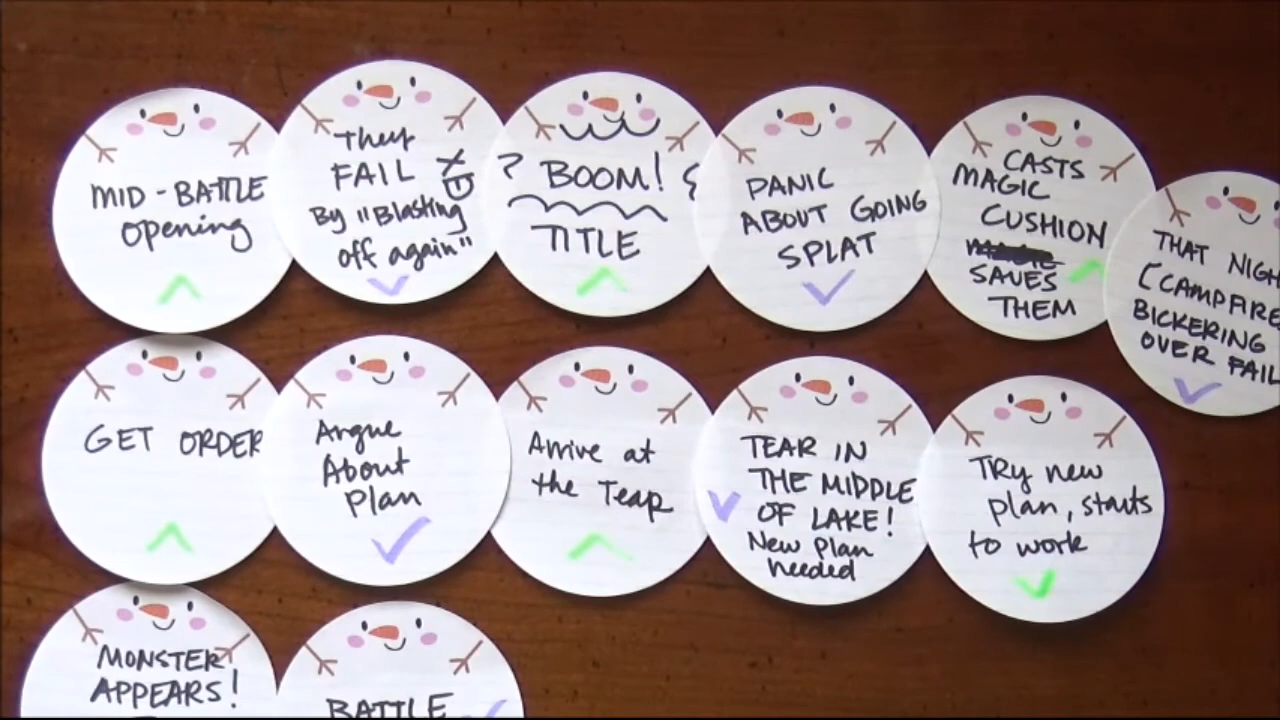 MID-BATTLE
opening
They
FAIL
By "Blasting
off again"
? BOOM!
TITLE
PANIC
ABOUT GOING
SPLAT
CASTS
MAGIC
CUSHION
SAVES
THEM
THAT NIGH
(CAMPFIRE
BICKERING
OVER FAIL
GET ORDER
Argue
About
Plan
Arrive at
the Tear
TEAR IN
THE MIDDLE
OF LAKE!
New Plan
needed
TRy new
plan, starts
to work
MONSTER
APPEARS!
BATTLE